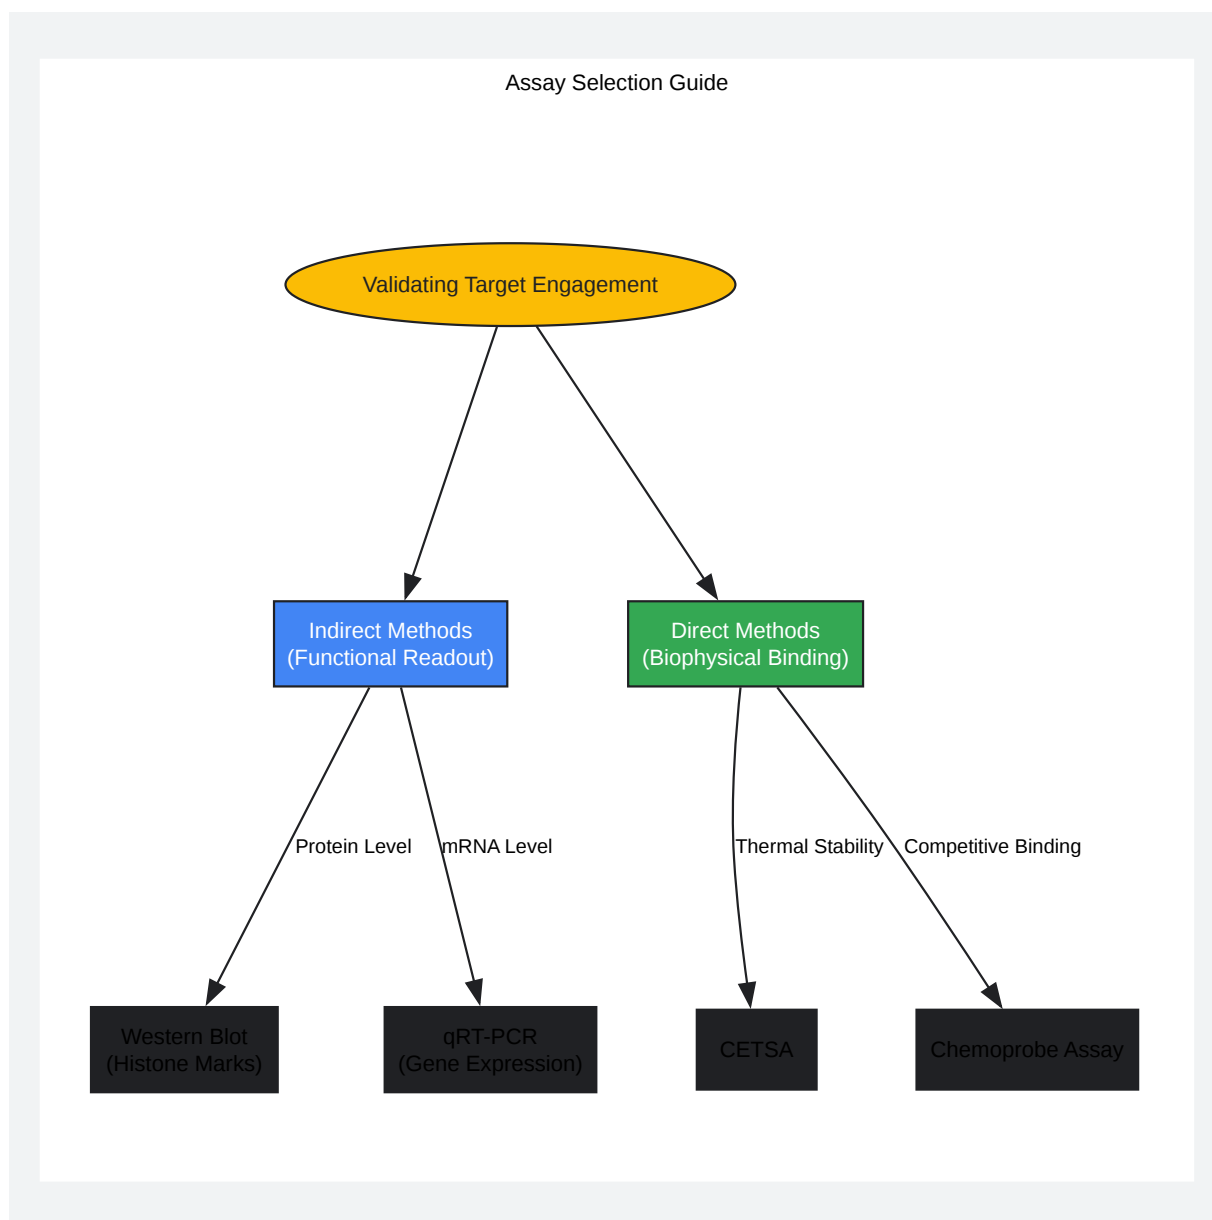 Assay Selection Guide
Validating Target Engagement
Indirect Methods
(Functional Readout)
Direct Methods
(Biophysical Binding)
Protein Level
mRNA Level
Thermal Stability
Competitive Binding
Western Blot
(Histone Marks)
qRT-PCR
(Gene Expression)
CETSA
Chemoprobe Assay